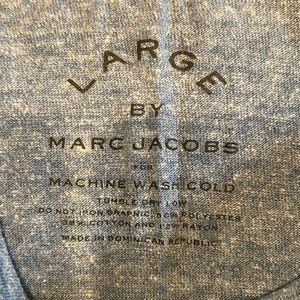 LARGE
BY
MARC JACOBS
FOR
MACHINE WASH COLD
TUMBLE DRY LOW
DO NOT IRON GRAPHIC. 50% POLYESTER
38% COTTON AND 12% RAYON
MADE IN DOMINICAN REPUBLIC